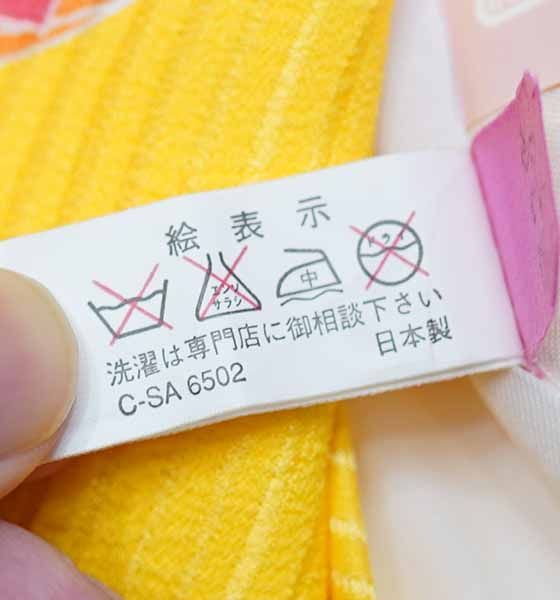 絵表示
エンソ
サラシ
中
ドライ
洗濯は専門店に御相談下さい
C-SA 6502
日本製